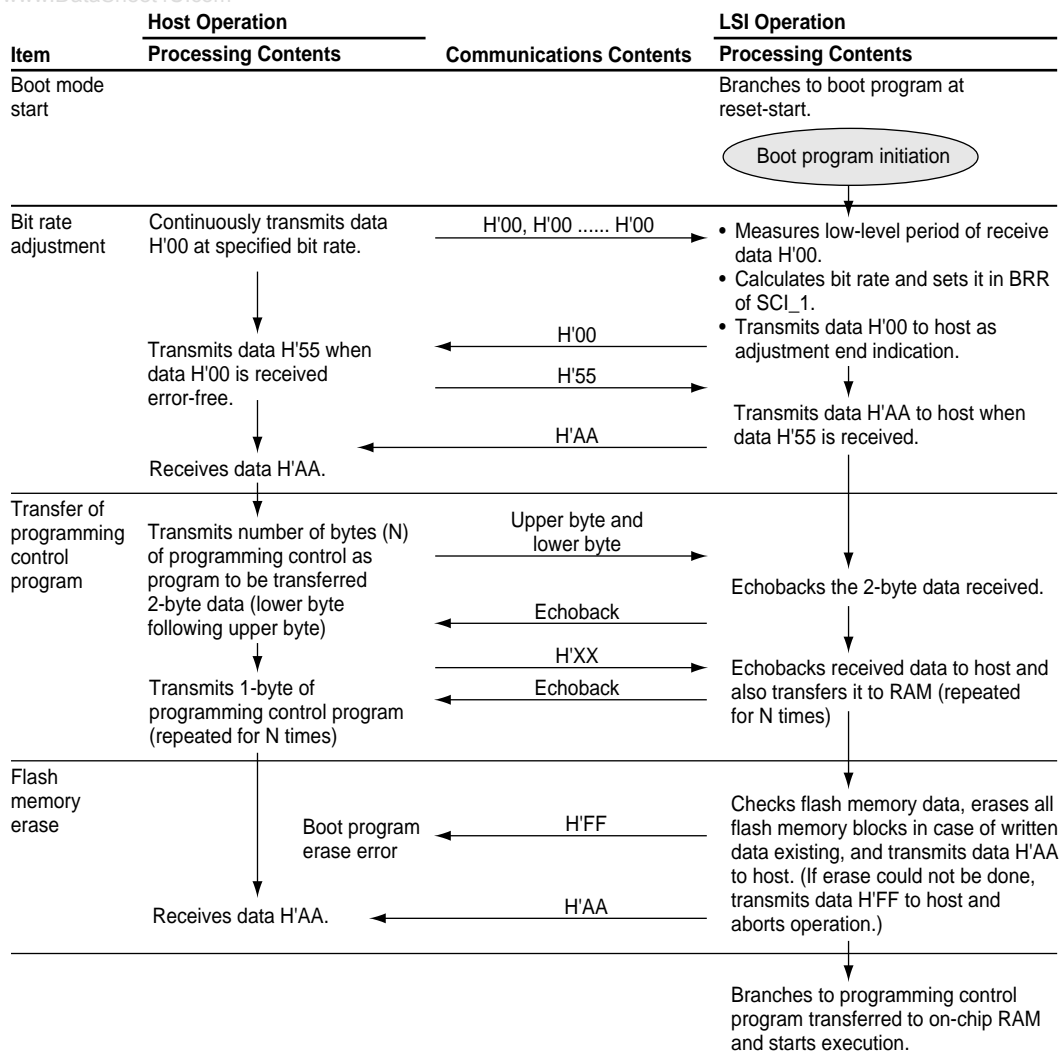 Host Operation
LSI Operation
Item
Processing Contents
Communications Contents
Processing Contents
Boot mode
start
Branches to boot program at
reset-start.
Boot program initiation
Bit rate
adjustment
Continuously transmits data
H'00 at specified bit rate.
H'00, H'00 ...... H'00
• Measures low-level period of receive
data H'00.
• Calculates bit rate and sets it in BRR
of SCI_1.
• Transmits data H'00 to host as
adjustment end indication.
H'00
Transmits data H'55 when
data H'00 is received
error-free.
H'55
Transmits data H'AA to host when
data H'55 is received.
H'AA
Receives data H'AA.
Transfer of
programming
control
program
Transmits number of bytes (N)
of programming control as
program to be transferred
2-byte data (lower byte
following upper byte)
Upper byte and
lower byte
Echobacks the 2-byte data received.
Echoback
H'XX
Echoback
Transmits 1-byte of
programming control program
(repeated for N times)
Echobacks received data to host and
also transfers it to RAM (repeated
for N times)
Flash
memory
erase
Boot program
erase error
H'FF
Checks flash memory data, erases all
flash memory blocks in case of written
data existing, and transmits data H'AA
to host. (If erase could not be done,
transmits data H'FF to host and
aborts operation.)
Receives data H'AA.
H'AA
Branches to programming control
program transferred to on-chip RAM
and starts execution.